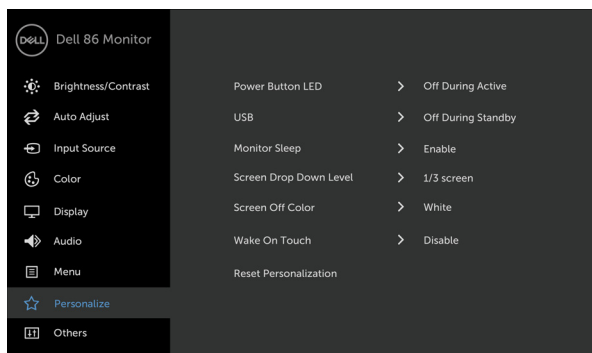 DELL Dell 86 Monitor
Brightness/Contrast
Auto Adjust
Input Source
Color
Display
Audio
Menu
Personalize
Others
Power Button LED > Off During Active
USB > Off During Standby
Monitor Sleep > Enable
Screen Drop Down Level > 1/3 screen
Screen Off Color > White
Wake On Touch > Disable
Reset Personalization